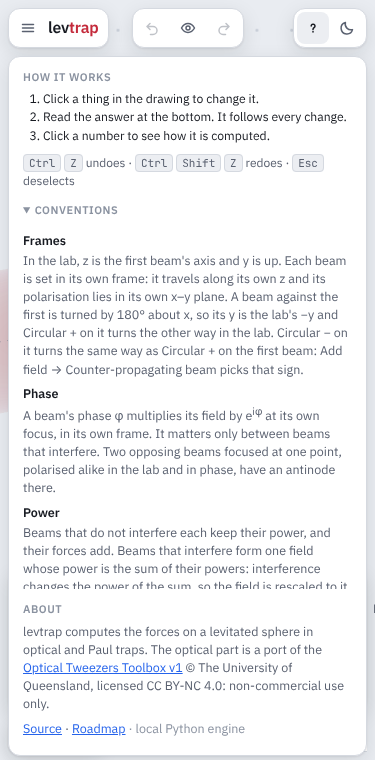 levtrap
?
HOW IT WORKS
1. Click a thing in the drawing to change it.
2. Read the answer at the bottom. It follows every change.
3. Click a number to see how it is computed.
Ctrl Z undoes · Ctrl Shift Z redoes · Esc
deselects
▼ CONVENTIONS
Frames
In the lab, z is the first beam's axis and y is up. Each beam
is set in its own frame: it travels along its own z and its
polarisation lies in its own x–y plane. A beam against the
first is turned by 180° about x, so its y is the lab's −y and
Circular + on it turns the other way in the lab. Circular − on
it turns the same way as Circular + on the first beam: Add
field → Counter-propagating beam picks that sign.
Phase
A beam's phase φ multiplies its field by e^iφ at its own
focus, in its own frame. It matters only between beams
that interfere. Two opposing beams focused at one point,
polarised alike in the lab and in phase, have an antinode
there.
Power
Beams that do not interfere each keep their power, and
their forces add. Beams that interfere form one field
whose power is the sum of their powers: interference
changes the power of the sum, so the field is rescaled to it
ABOUT
levtrap computes the forces on a levitated sphere in
optical and Paul traps. The optical part is a port of the
Optical Tweezers Toolbox v1 © The University of
Queensland, licensed CC BY-NC 4.0: non-commercial use
only.
Source · Roadmap · local Python engine